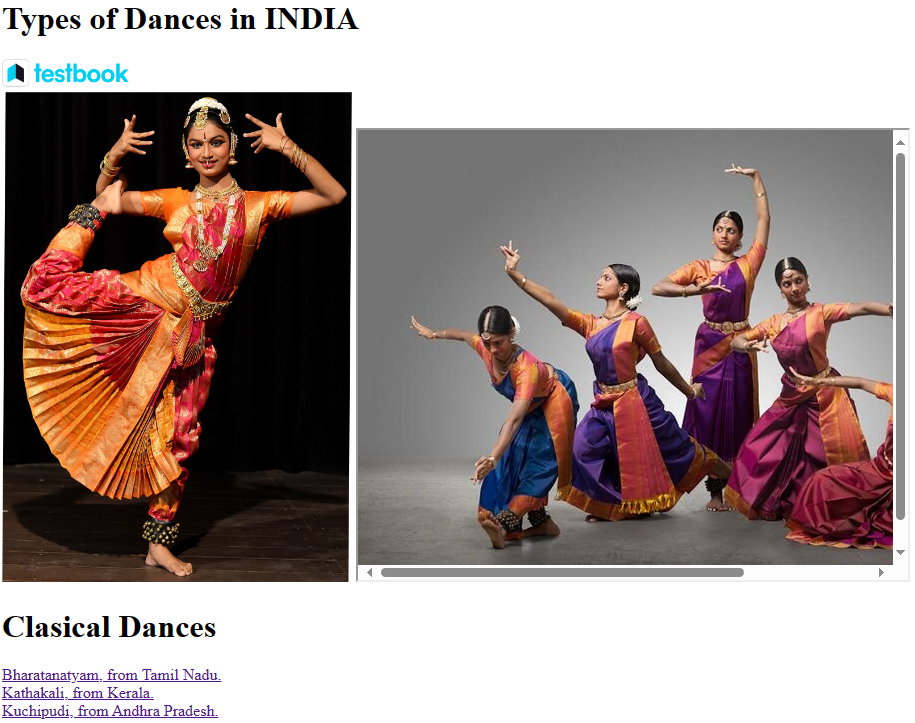 Types of Dances in INDIA
testbook
Clasical Dances
Bharatanatyam, from Tamil Nadu.
Kathakali, from Kerala.
Kuchipudi, from Andhra Pradesh.